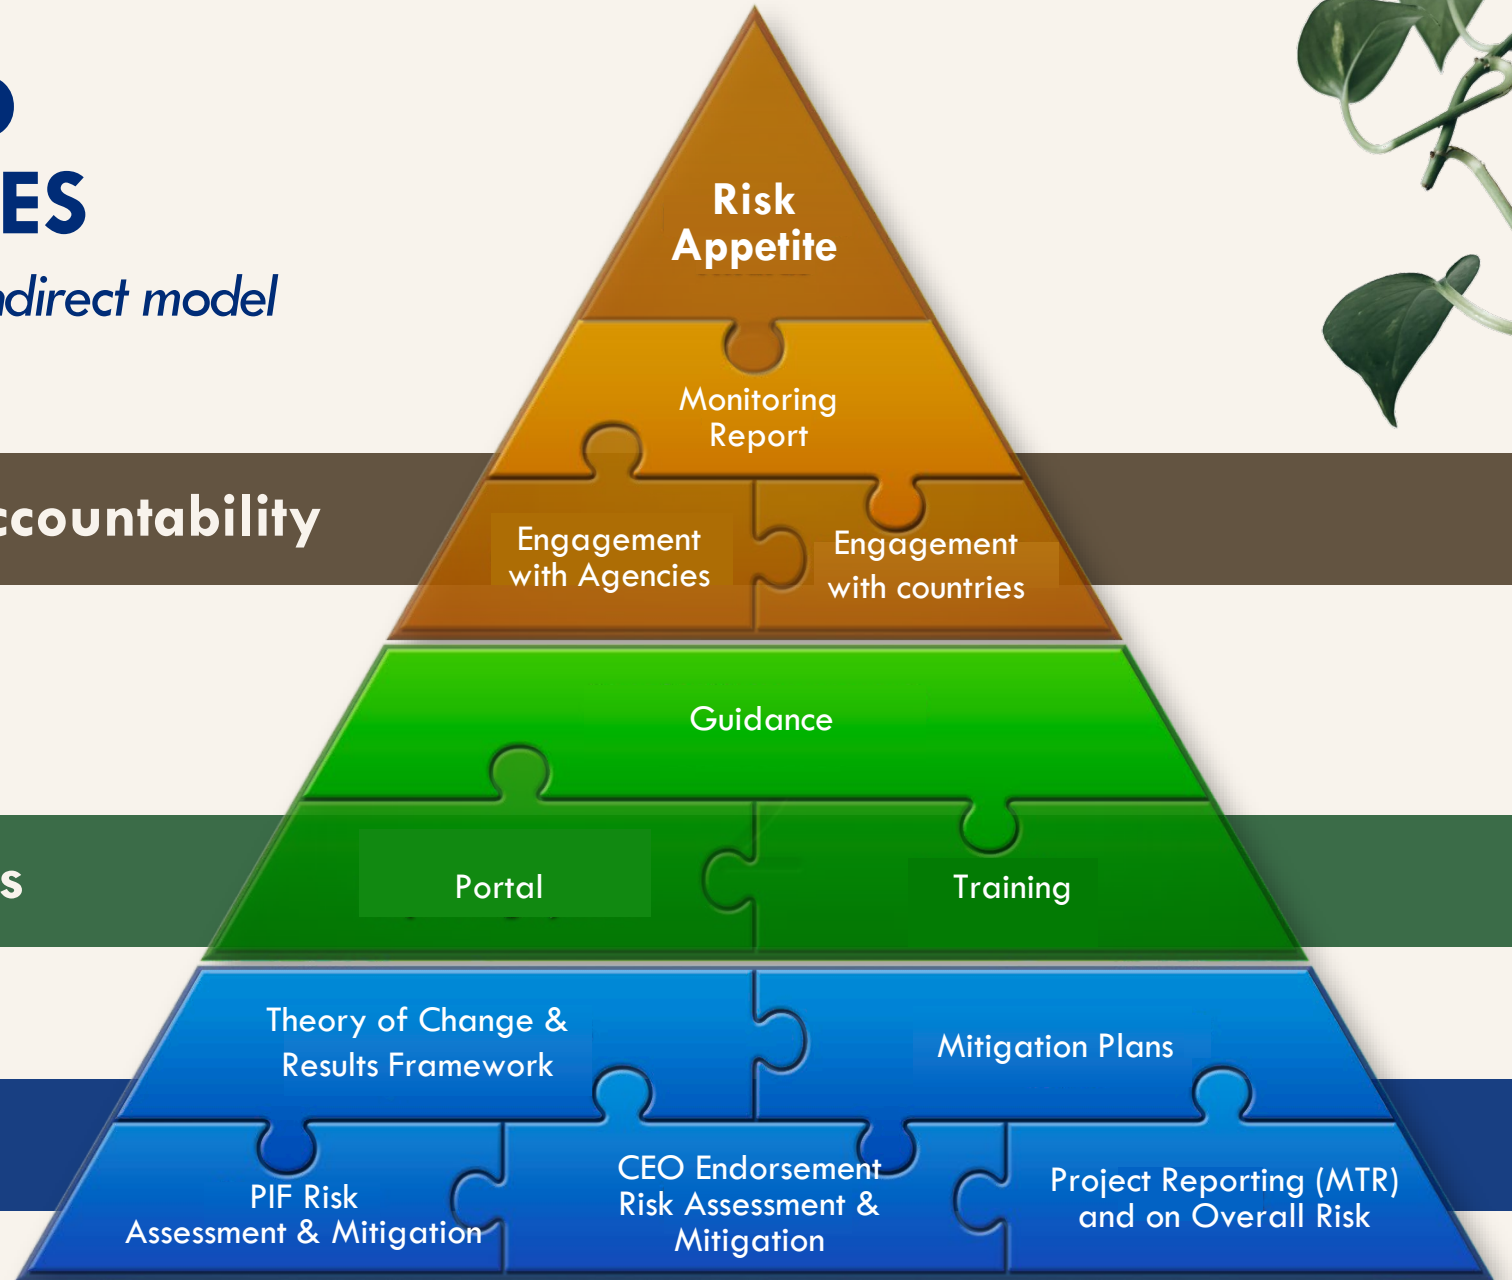 ES
ndirect model
Risk
Appetite
Monitoring
Report
ccountability
Engagement
with Agencies
Engagement
with countries
Guidance
s
Portal
Training
Theory of Change &
Results Framework
Mitigation Plans
PIF Risk
Assessment & Mitigation
CEO Endorsement
Risk Assessment &
Mitigation
Project Reporting (MTR)
and on Overall Risk